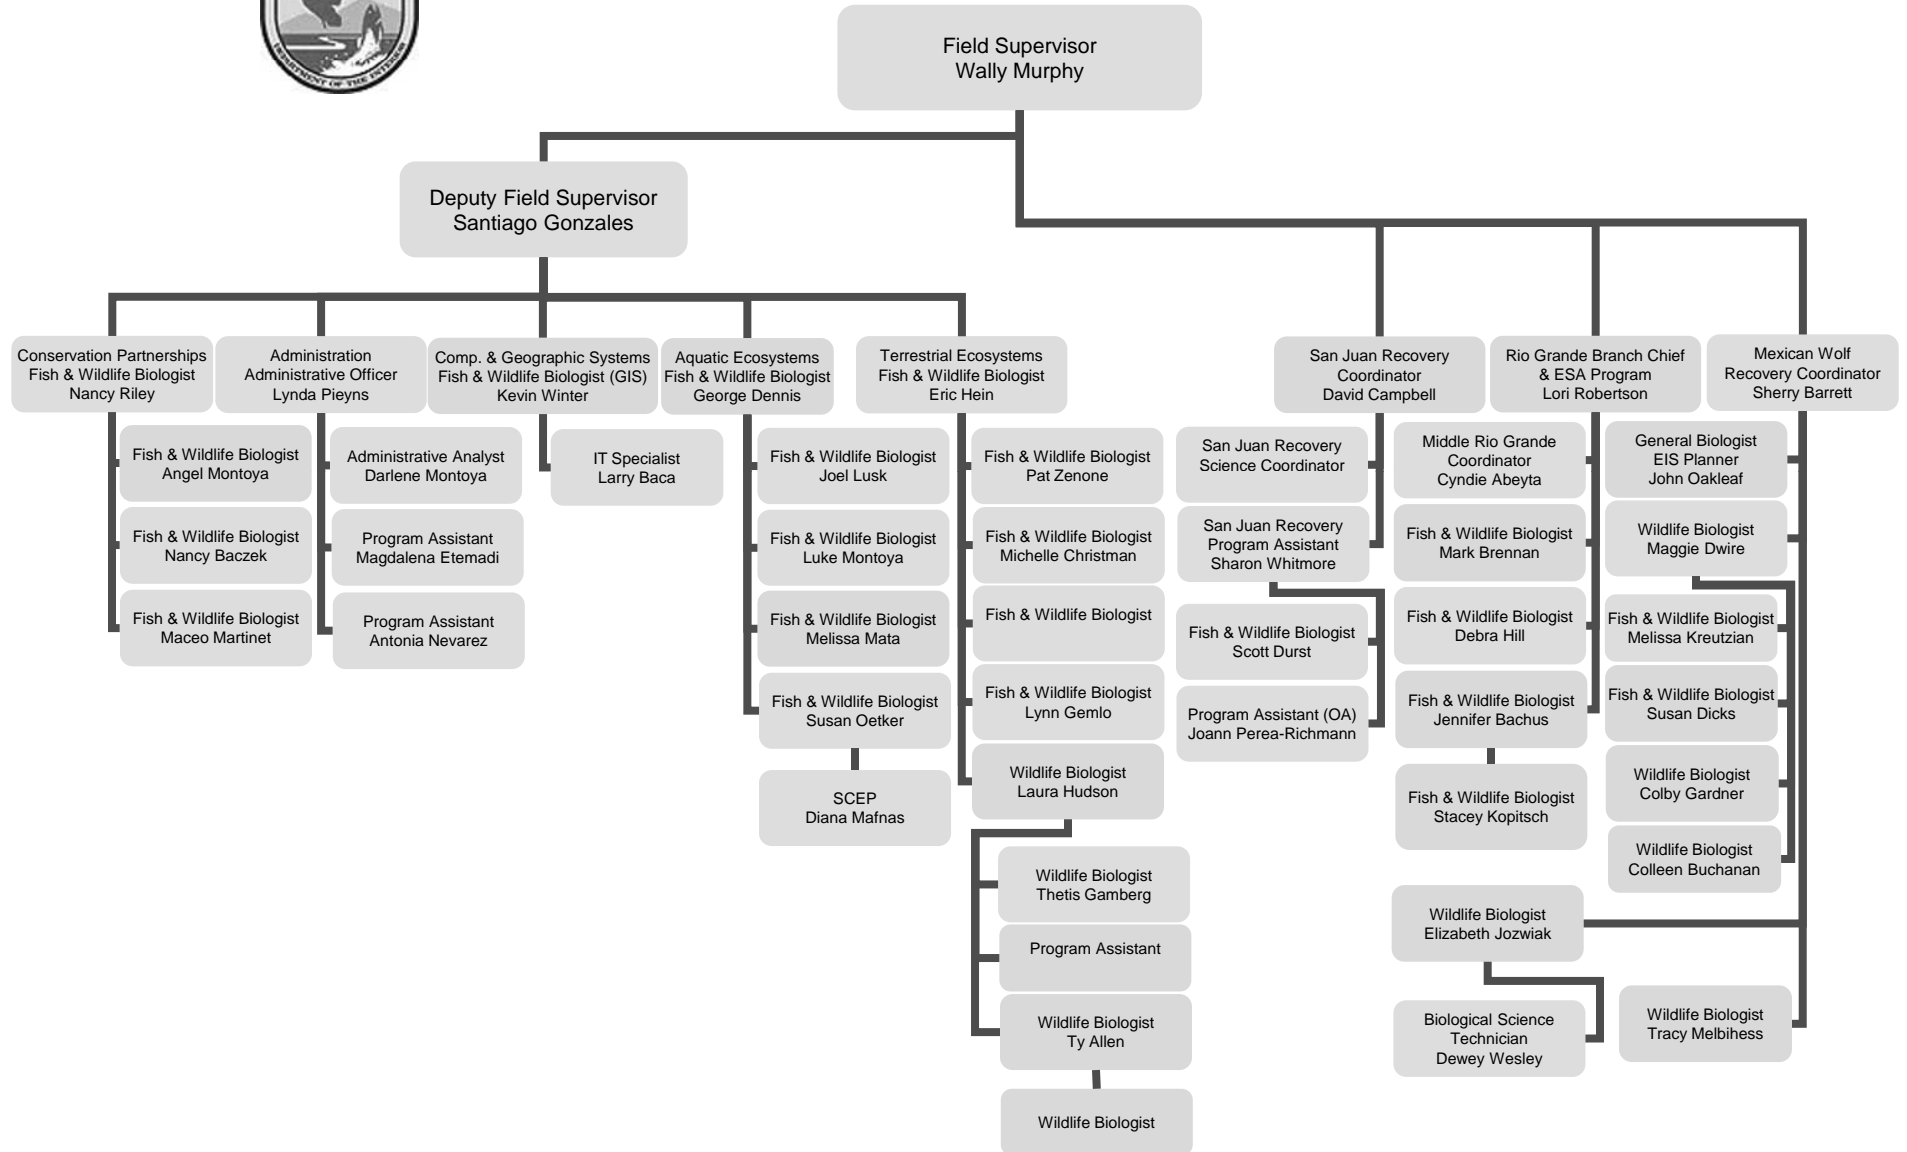 DEPARTMENT OF THE INTERIOR
Field Supervisor
Wally Murphy
Deputy Field Supervisor
Santiago Gonzales
Conservation Partnerships
Fish & Wildlife Biologist
Nancy Riley
Fish & Wildlife Biologist
Angel Montoya
Fish & Wildlife Biologist
Nancy Baczek
Fish & Wildlife Biologist
Maceo Martinet
Administration
Administrative Officer
Lynda Pieyns
Administrative Analyst
Darlene Montoya
Program Assistant
Magdalena Etemadi
Program Assistant
Antonia Nevarez
Comp. & Geographic Systems
Fish & Wildlife Biologist (GIS)
Kevin Winter
IT Specialist
Larry Baca
Aquatic Ecosystems
Fish & Wildlife Biologist
George Dennis
Fish & Wildlife Biologist
Joel Lusk
Fish & Wildlife Biologist
Luke Montoya
Fish & Wildlife Biologist
Melissa Mata
Fish & Wildlife Biologist
Susan Oetker
SCEP
Diana Mafnas
Terrestrial Ecosystems
Fish & Wildlife Biologist
Eric Hein
Fish & Wildlife Biologist
Pat Zenone
Fish & Wildlife Biologist
Michelle Christman
Fish & Wildlife Biologist
Fish & Wildlife Biologist
Lynn Gemlo
Wildlife Biologist
Laura Hudson
Wildlife Biologist
Thetis Gamberg
Program Assistant
Wildlife Biologist
Ty Allen
Wildlife Biologist
San Juan Recovery
Coordinator
David Campbell
San Juan Recovery
Science Coordinator
San Juan Recovery
Program Assistant
Sharon Whitmore
Fish & Wildlife Biologist
Scott Durst
Program Assistant (OA)
Joann Perea-Richmann
Rio Grande Branch Chief
& ESA Program
Lori Robertson
Middle Rio Grande
Coordinator
Cyndie Abeyta
Fish & Wildlife Biologist
Mark Brennan
Fish & Wildlife Biologist
Debra Hill
Fish & Wildlife Biologist
Jennifer Bachus
Fish & Wildlife Biologist
Stacey Kopitsch
Mexican Wolf
Recovery Coordinator
Sherry Barrett
General Biologist
EIS Planner
John Oakleaf
Wildlife Biologist
Maggie Dwire
Fish & Wildlife Biologist
Melissa Kreutzian
Fish & Wildlife Biologist
Susan Dicks
Wildlife Biologist
Colby Gardner
Wildlife Biologist
Colleen Buchanan
Wildlife Biologist
Elizabeth Jozwiak
Biological Science
Technician
Dewey Wesley
Wildlife Biologist
Tracy Melbihess